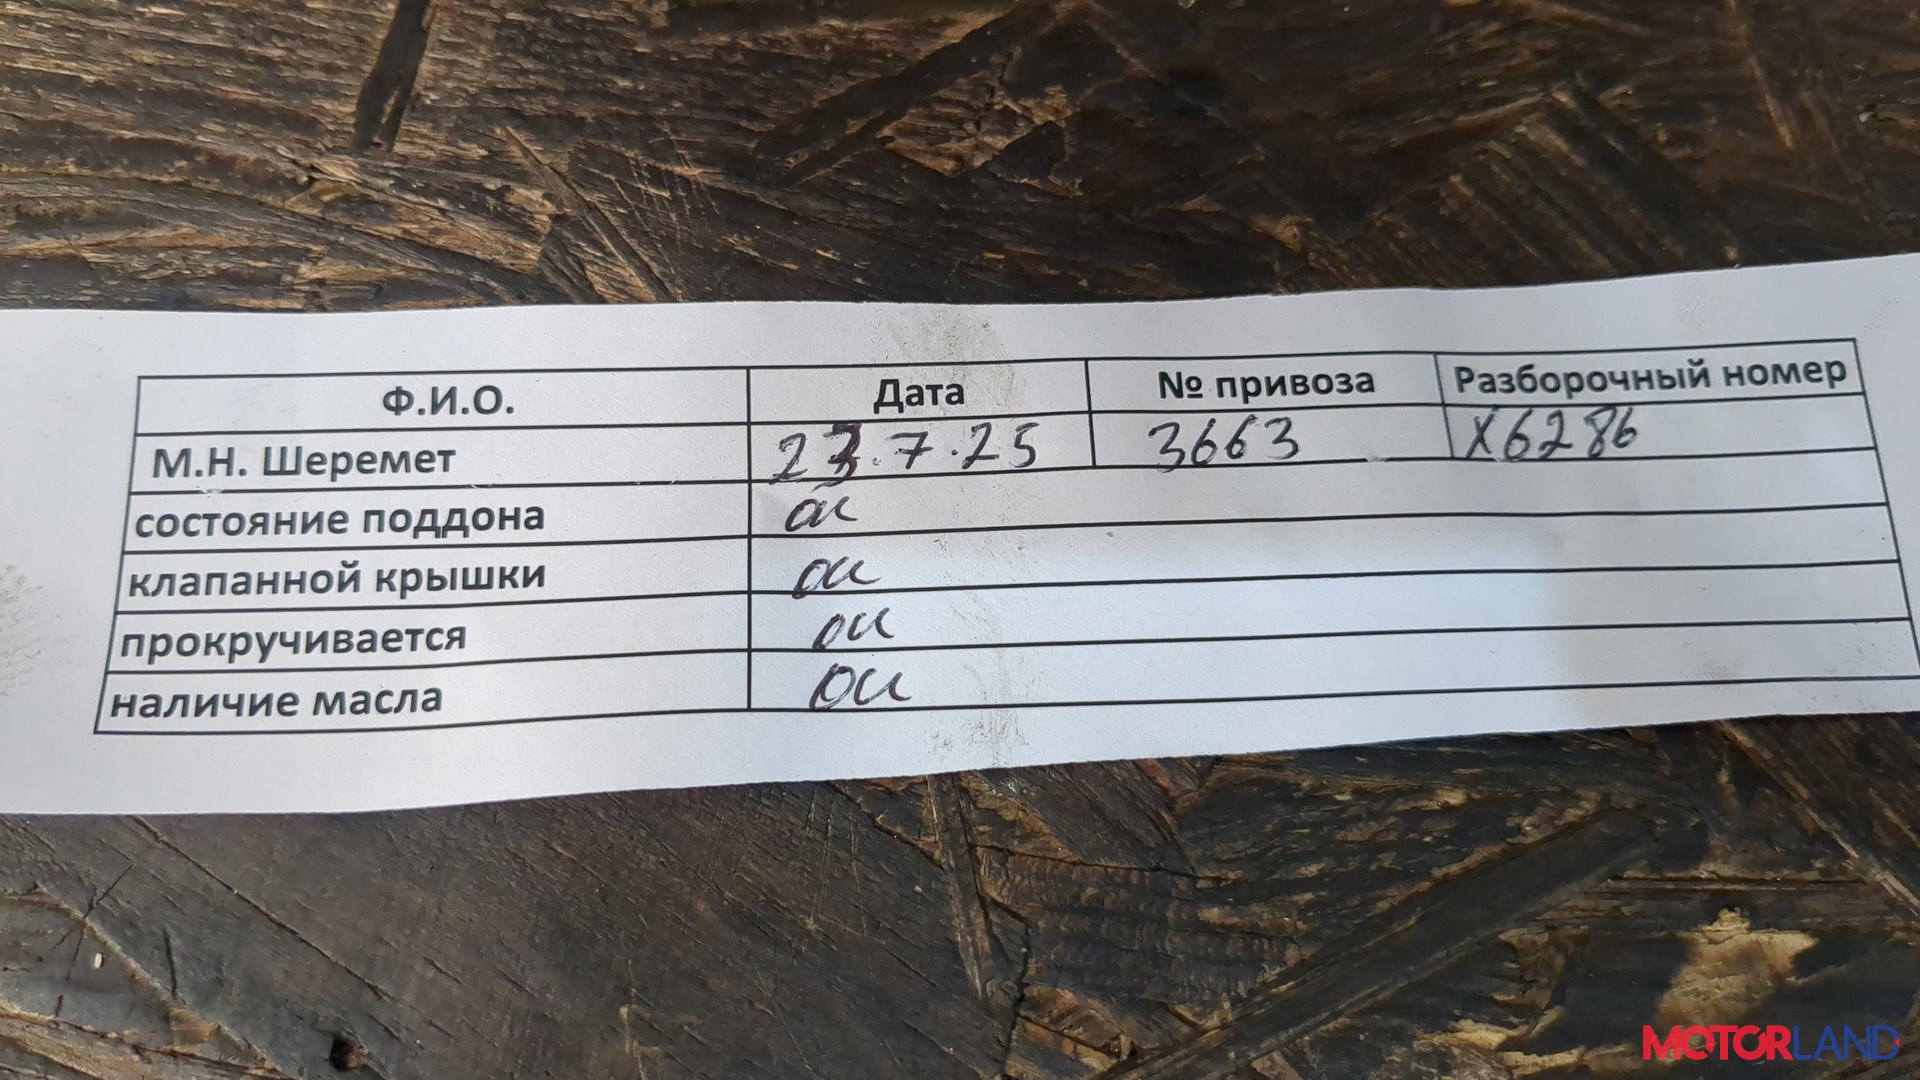 Ф.И.О. Дата № привоза Разборочный номер
М.Н. Шеремет 23.7.25 3663 X6286
состояние поддона ок
клапанной крышки ок
прокручивается ок
наличие масла ок
MOTORLAND